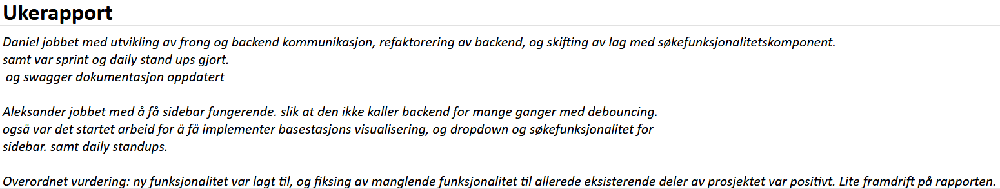 Ukerapport
Daniel jobbet med utvikling av frong og backend kommunikasjon, refaktorering av backend, og skifting av lag med søkefunksjonalitetskomponent.
samt var sprint og daily stand ups gjort.
og swagger dokumentasjon oppdatert
Aleksander jobbet med å få sidebar fungerende. slik at den ikke kaller backend for mange ganger med debouncing.
også var det startet arbeid for å få implementer basestasjons visualisering, og dropdown og søkefunksjonalitet for
sidebar. samt daily standups.
Overordnet vurdering: ny funksjonalitet var lagt til, og fiksing av manglende funksjonalitet til allerede eksisterende deler av prosjektet var positivt. Lite framdrift på rapporten.